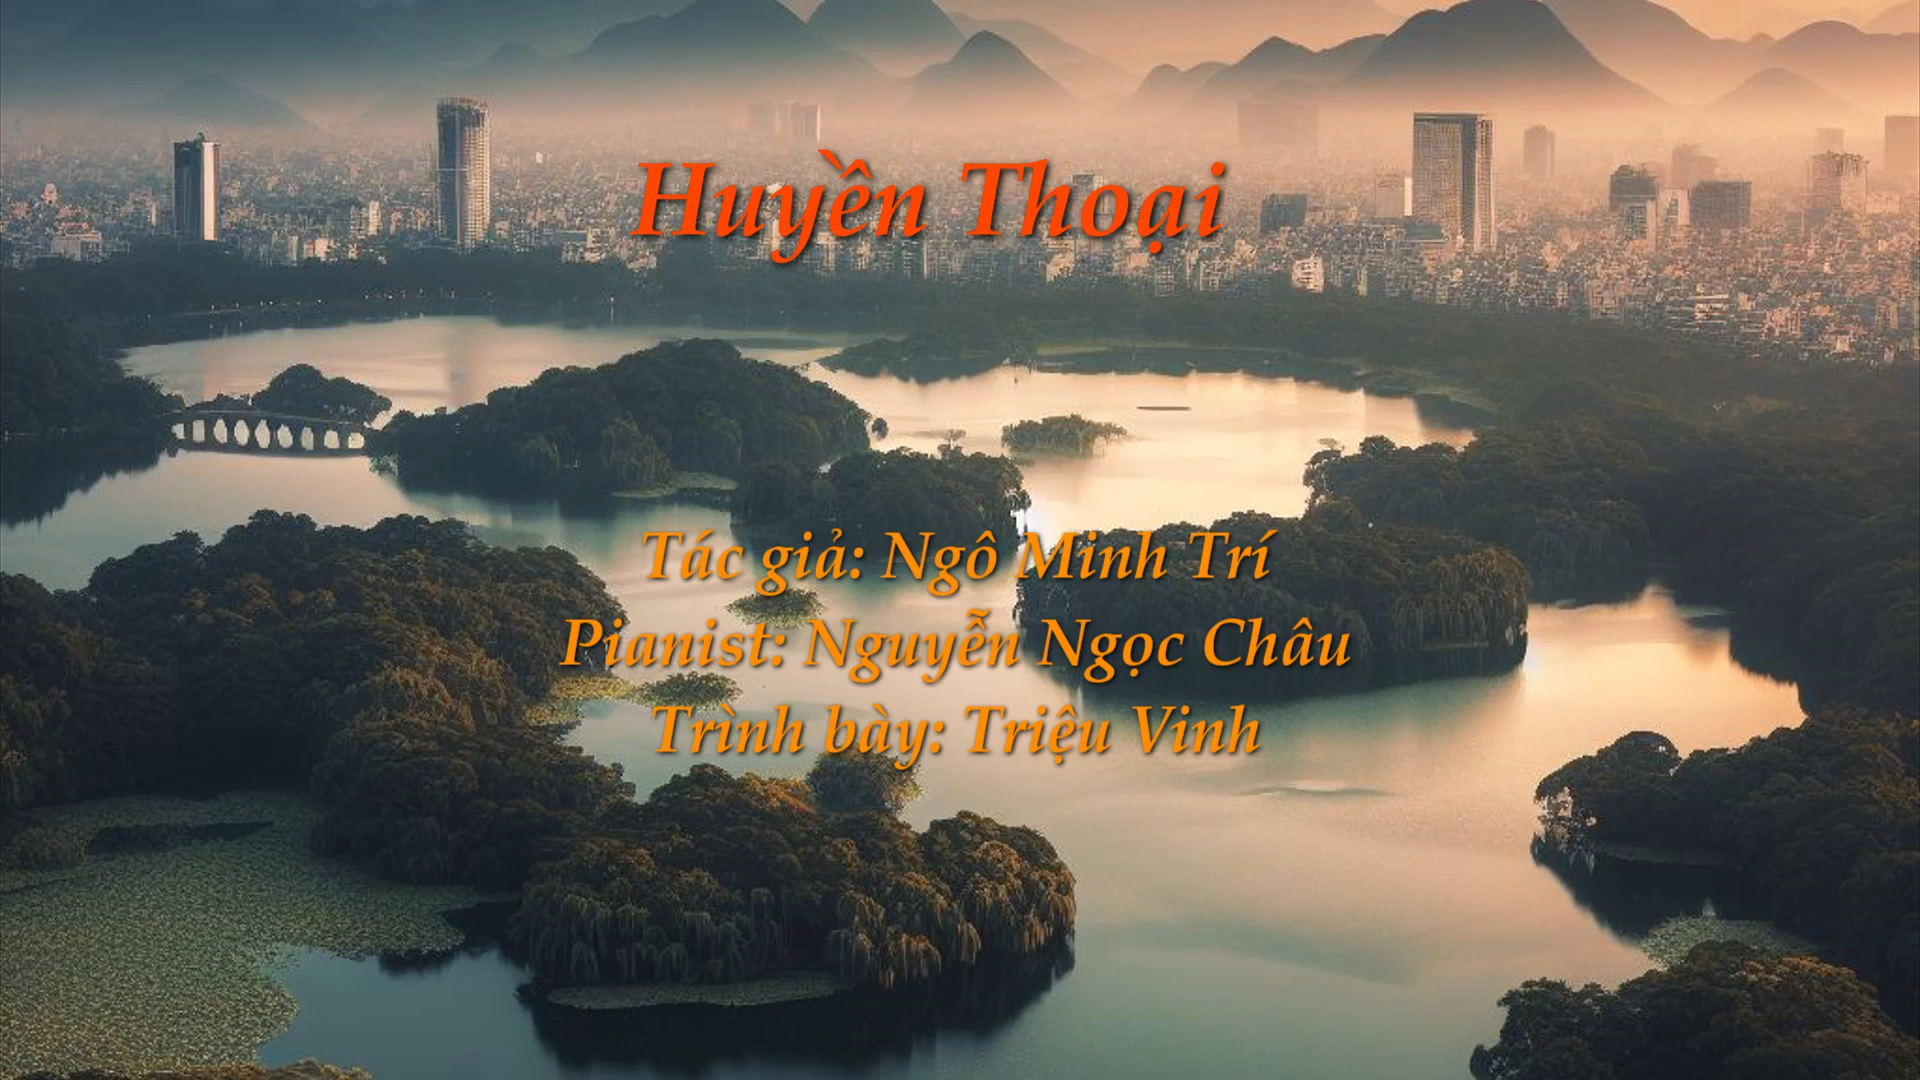 Huyền Thoại
Tác giả: Ngô Minh Trí
Pianist: Nguyễn Ngọc Châu
Trình bày: Triệu Vinh